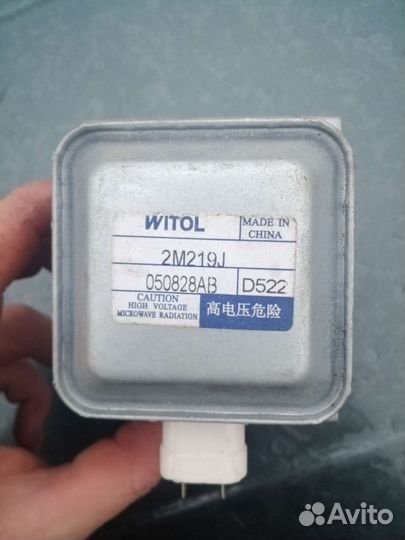 WITOL
MADE IN
CHINA
2M219J
050828AB
D522
CAUTION
HIGH VOLTAGE
MICROWAVE RADIATION
高电压危险
Avito